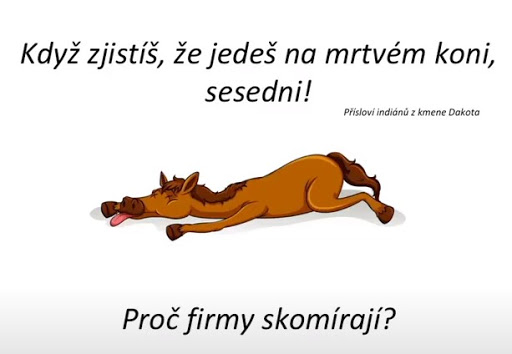 Když zjistíš, že jedeš na mrtvém koni,
sesedni!
Přísloví indiánů z kmene Dakota
Proč firmy skomírají?